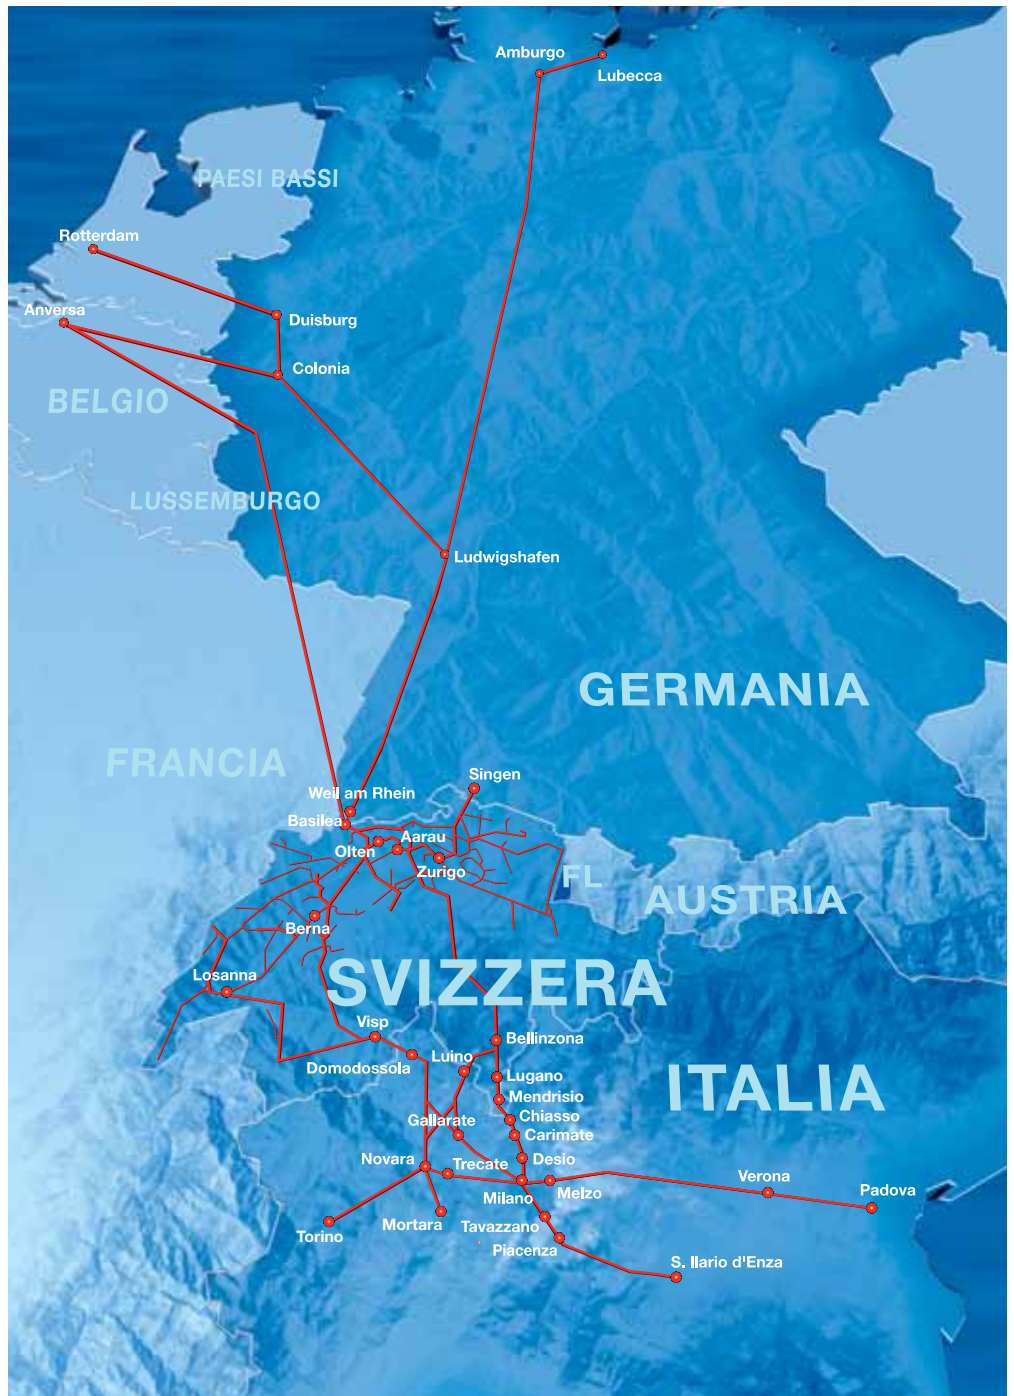 Amburgo
Lubecca
PAESI BASSI
Rotterdam
Anversa
Duisburg
Colonia
BELGIO
LUSSEMBURGO
Ludwigshafen
GERMANIA
FRANCIA
Singen
Weil am Rhein
Basilea
Aarau
Olten
Zurigo
FL
AUSTRIA
Berna
Losanna
SVIZZERA
Visp
Bellinzona
Luino
Domodossola
Lugano
ITALIA
Mendrisio
Chiasso
Gallarate
Carimate
Desio
Novara
Trecate
Verona
Melzo
Padova
Milano
Mortara
Tavazzano
Torino
Piacenza
S. Ilario d'Enza